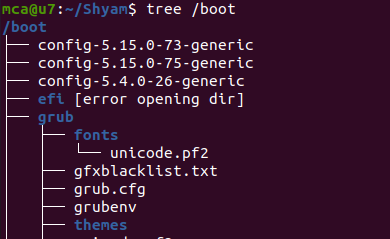 mca@u7:~/Shyam$ tree /boot
/boot
├── config-5.15.0-73-generic
├── config-5.15.0-75-generic
├── config-5.4.0-26-generic
├── efi [error opening dir]
├── grub
│   ├── fonts
│   │   └── unicode.pf2
│   ├── gfxblacklist.txt
│   ├── grub.cfg
│   ├── grubenv
│   ├── themes